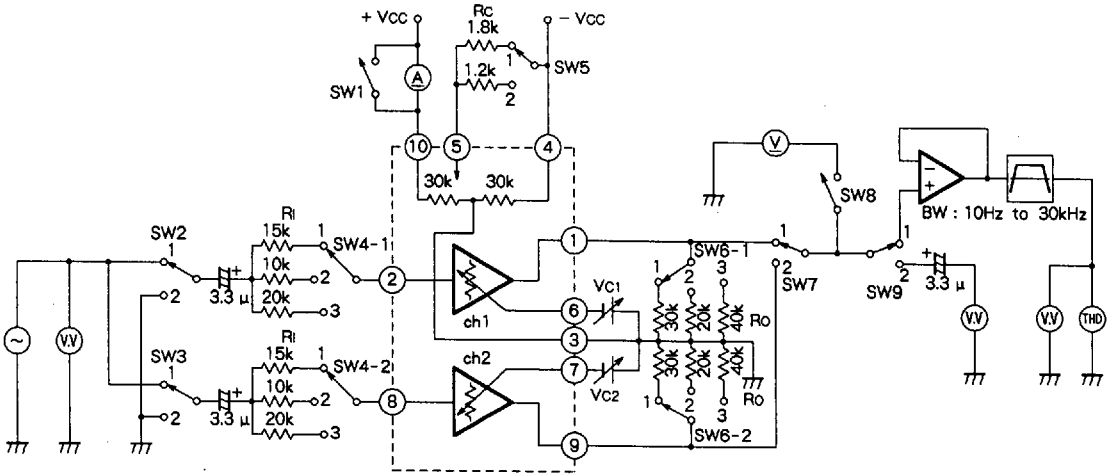 + VCC
RC
1.8k
1
− VCC
SW1
A
1.2k
2
SW5
10
5
4
30k
30k
V
SW8
−
+
BW : 10Hz to 30kHz
SW2
1
2
3.3 μ
+
RI
15k
10k
20k
1
2
3
SW4-1
2
ch1
1
6
VC1
3
SW6-1
1
2
3
30k
20k
40k
RO
1
2
SW7
1
2
SW9
+
3.3 μ
V.V
V.V
THD
~
V.V
SW3
1
2
3.3 μ
+
RI
15k
10k
20k
1
2
3
SW4-2
8
ch2
7
VC2
9
30k
20k
40k
RO
1
2
3
SW6-2